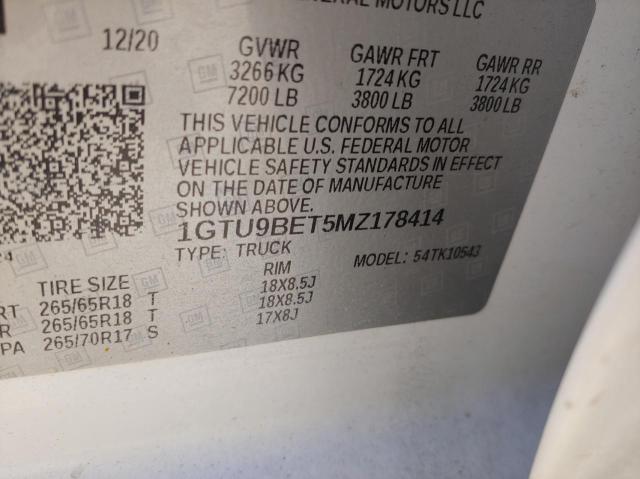 GENERAL MOTORS LLC
12/20 GVWR GAWR FRT GAWR RR
3266 KG 1724 KG 1724 KG
7200 LB 3800 LB 3800 LB
THIS VEHICLE CONFORMS TO ALL
APPLICABLE U.S. FEDERAL MOTOR
VEHICLE SAFETY STANDARDS IN EFFECT
ON THE DATE OF MANUFACTURE
SHOWN ABOVE.
1GTU9BET5MZ178414
TYPE: TRUCK MODEL: 54TK10543
TIRE SIZE RIM
RT 265/65R18 T 18X8.5J
R 265/65R18 T 18X8.5J
PA 265/70R17 S 17X8J